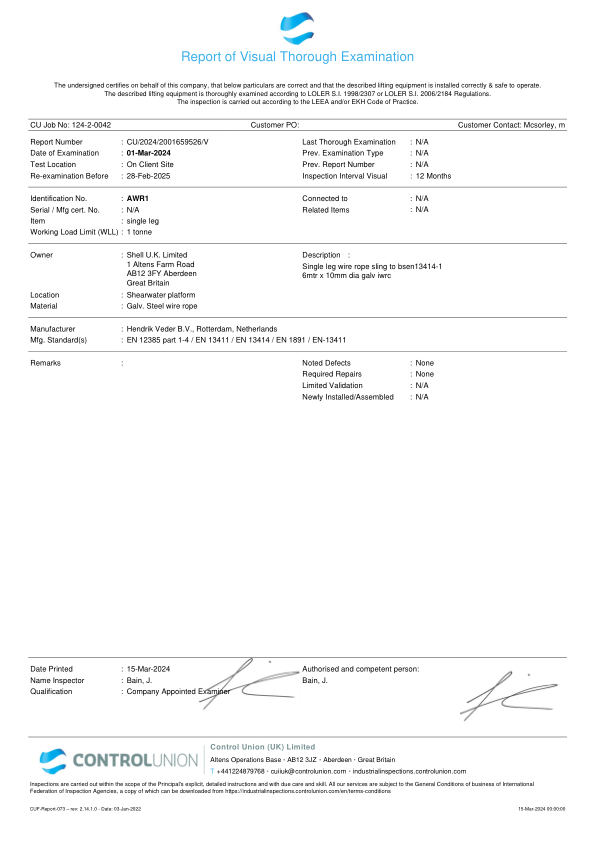 Report of Visual Thorough Examination
The undersigned certifies on behalf of this company, that below particulars are correct and that the described lifting equipment is installed correctly & safe to operate.
The described lifting equipment is thoroughly examined according to LOLER S.I. 1998/2307 or LOLER S.I. 2006/2184 Regulations.
The inspection is carried out according to the LEEA and/or EKH Code of Practice.
CU Job No: 124-2-0042 Customer PO: Customer Contact: Mcsorley, m
Report Number : CU/2024/2001659526/V Last Thorough Examination : N/A
Date of Examination : 01-Mar-2024 Prev. Examination Type : N/A
Test Location : On Client Site Prev. Report Number : N/A
Re-examination Before : 28-Feb-2025 Inspection Interval Visual : 12 Months
Identification No. : AWR1 Connected to : N/A
Serial / Mfg cert. No. : N/A Related Items : N/A
Item : single leg
Working Load Limit (WLL) : 1 tonne
Owner : Shell U.K. Limited Description :
1 Altens Farm Road Single leg wire rope sling to bsen13414-1
AB12 3FY Aberdeen 6mtr x 10mm dia galv iwrc
Great Britain
Location : Shearwater platform
Material : Galv. Steel wire rope
Manufacturer : Hendrik Veder B.V., Rotterdam, Netherlands
Mfg. Standard(s) : EN 12385 part 1-4 / EN 13411 / EN 13414 / EN 1891 / EN-13411
Remarks : Noted Defects : None
Required Repairs : None
Limited Validation : N/A
Newly Installed/Assembled : N/A
Date Printed : 15-Mar-2024 Authorised and competent person:
Name Inspector : Bain, J. Bain, J.
Qualification : Company Appointed Examiner
CONTROLUNION
Control Union (UK) Limited
Altens Operations Base · AB12 3JZ · Aberdeen · Great Britain
T +441224879768 · cuiiuk@controlunion.com · industrialinspections.controlunion.com
Inspections are carried out within the scope of the Principal's explicit, detailed instructions and with due care and skill. All our services are subject to the General Conditions of business of International
Federation of Inspection Agencies, a copy of which can be downloaded from https://industrialinspections.controlunion.com/en/terms-conditions
CUF-Report-073 – rev: 2.14.1.0 - Date: 03-Jun-2022 15-Mar-2024 00:00:00